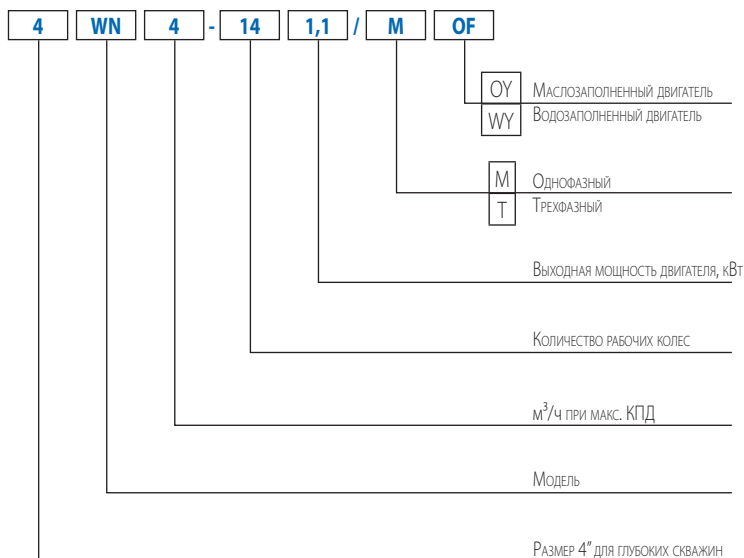 4 WN 4 - 14 1,1 / M OF
OY Маслозаполненный двигатель
WY Водозаполненный двигатель
M Однофазный
T Трехфазный
Выходная мощность двигателя, кВт
Количество рабочих колес
м³/ч при макс. КПД
Модель
Размер 4" для глубоких скважин